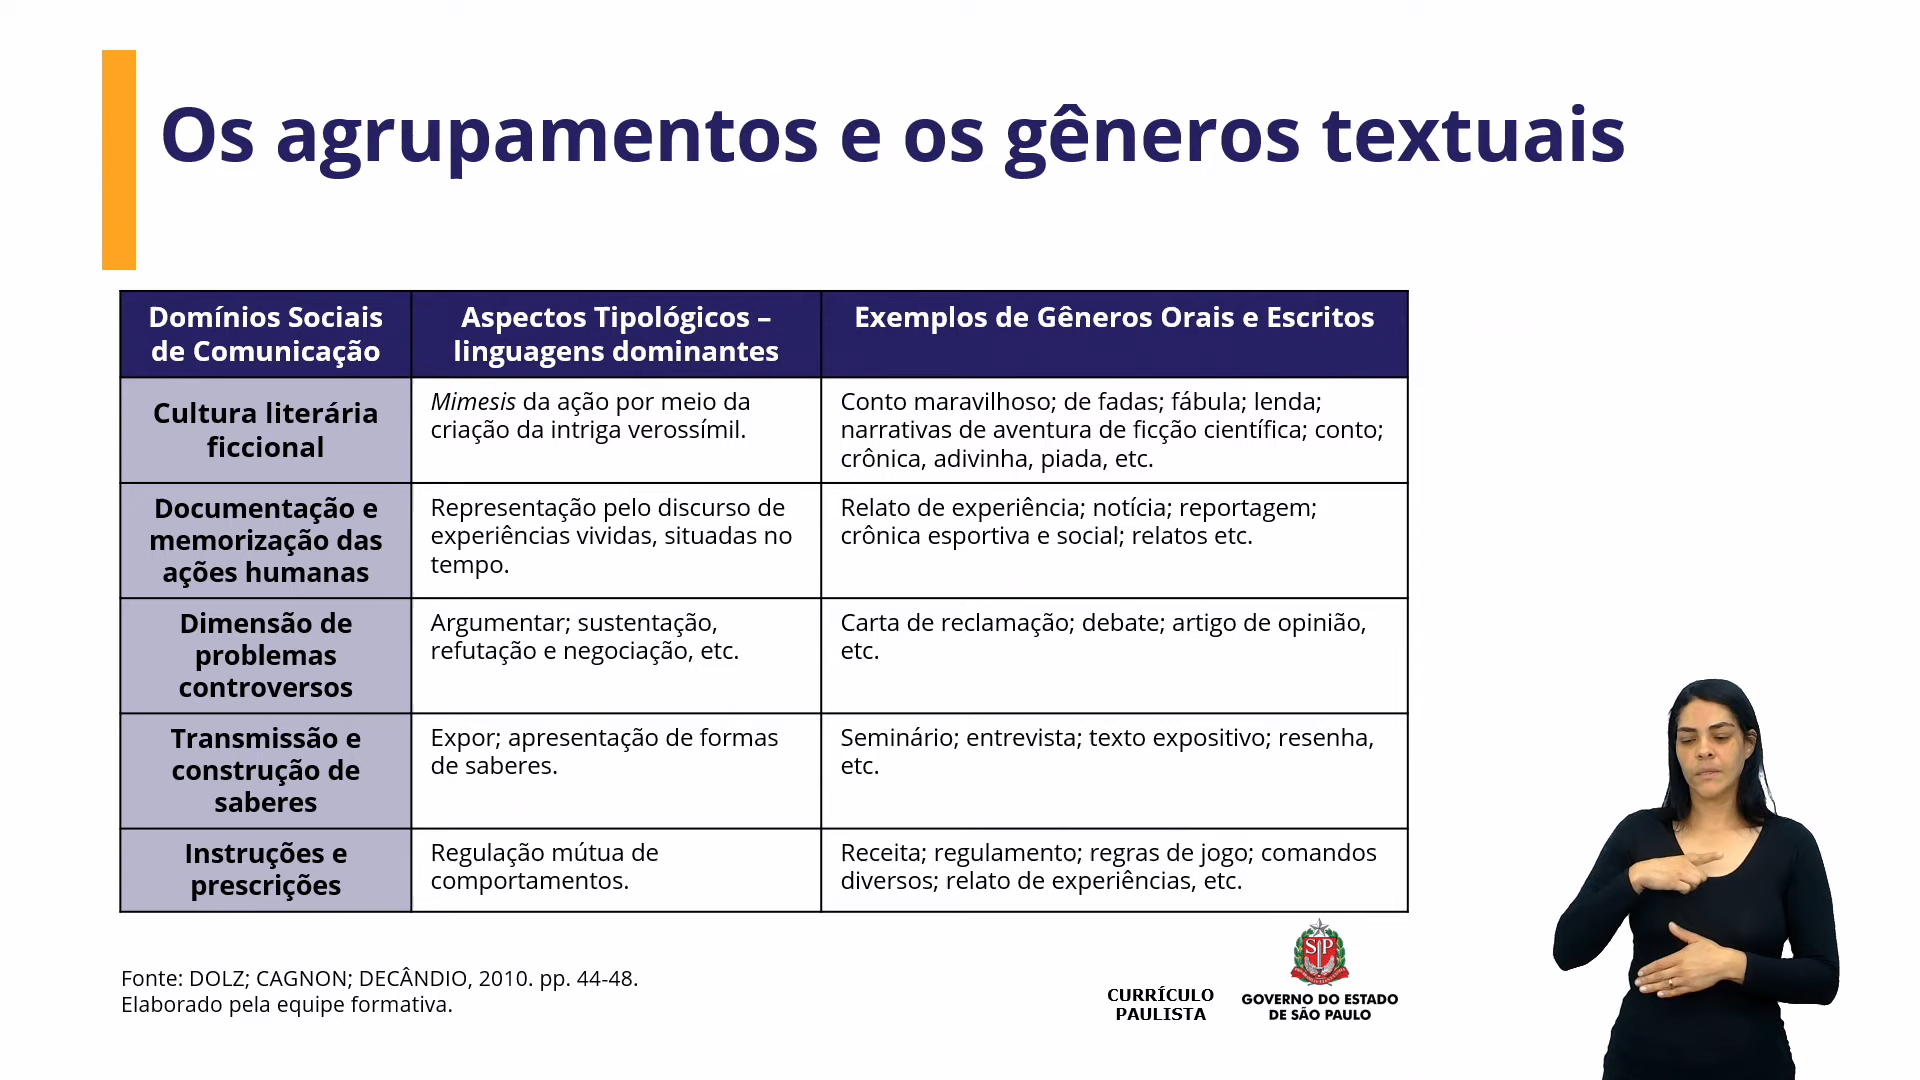 Os agrupamentos e os gêneros textuais
Domínios Sociais
de Comunicação
Aspectos Tipológicos –
linguagens dominantes
Exemplos de Gêneros Orais e Escritos
Cultura literária
ficcional
Mimesis da ação por meio da
criação da intriga verossímil.
Conto maravilhoso; de fadas; fábula; lenda;
narrativas de aventura de ficção científica; conto;
crônica, adivinha, piada, etc.
Documentação e
memorização das
ações humanas
Representação pelo discurso de
experiências vividas, situadas no
tempo.
Relato de experiência; notícia; reportagem;
crônica esportiva e social; relatos etc.
Dimensão de
problemas
controversos
Argumentar; sustentação,
refutação e negociação, etc.
Carta de reclamação; debate; artigo de opinião,
etc.
Transmissão e
construção de
saberes
Expor; apresentação de formas
de saberes.
Seminário; entrevista; texto expositivo; resenha,
etc.
Instruções e
prescrições
Regulação mútua de
comportamentos.
Receita; regulamento; regras de jogo; comandos
diversos; relato de experiências, etc.
Fonte: DOLZ; CAGNON; DECÂNDIO, 2010. pp. 44-48.
Elaborado pela equipe formativa.
CURRÍCULO
PAULISTA
SP
GOVERNO DO ESTADO
DE SÃO PAULO